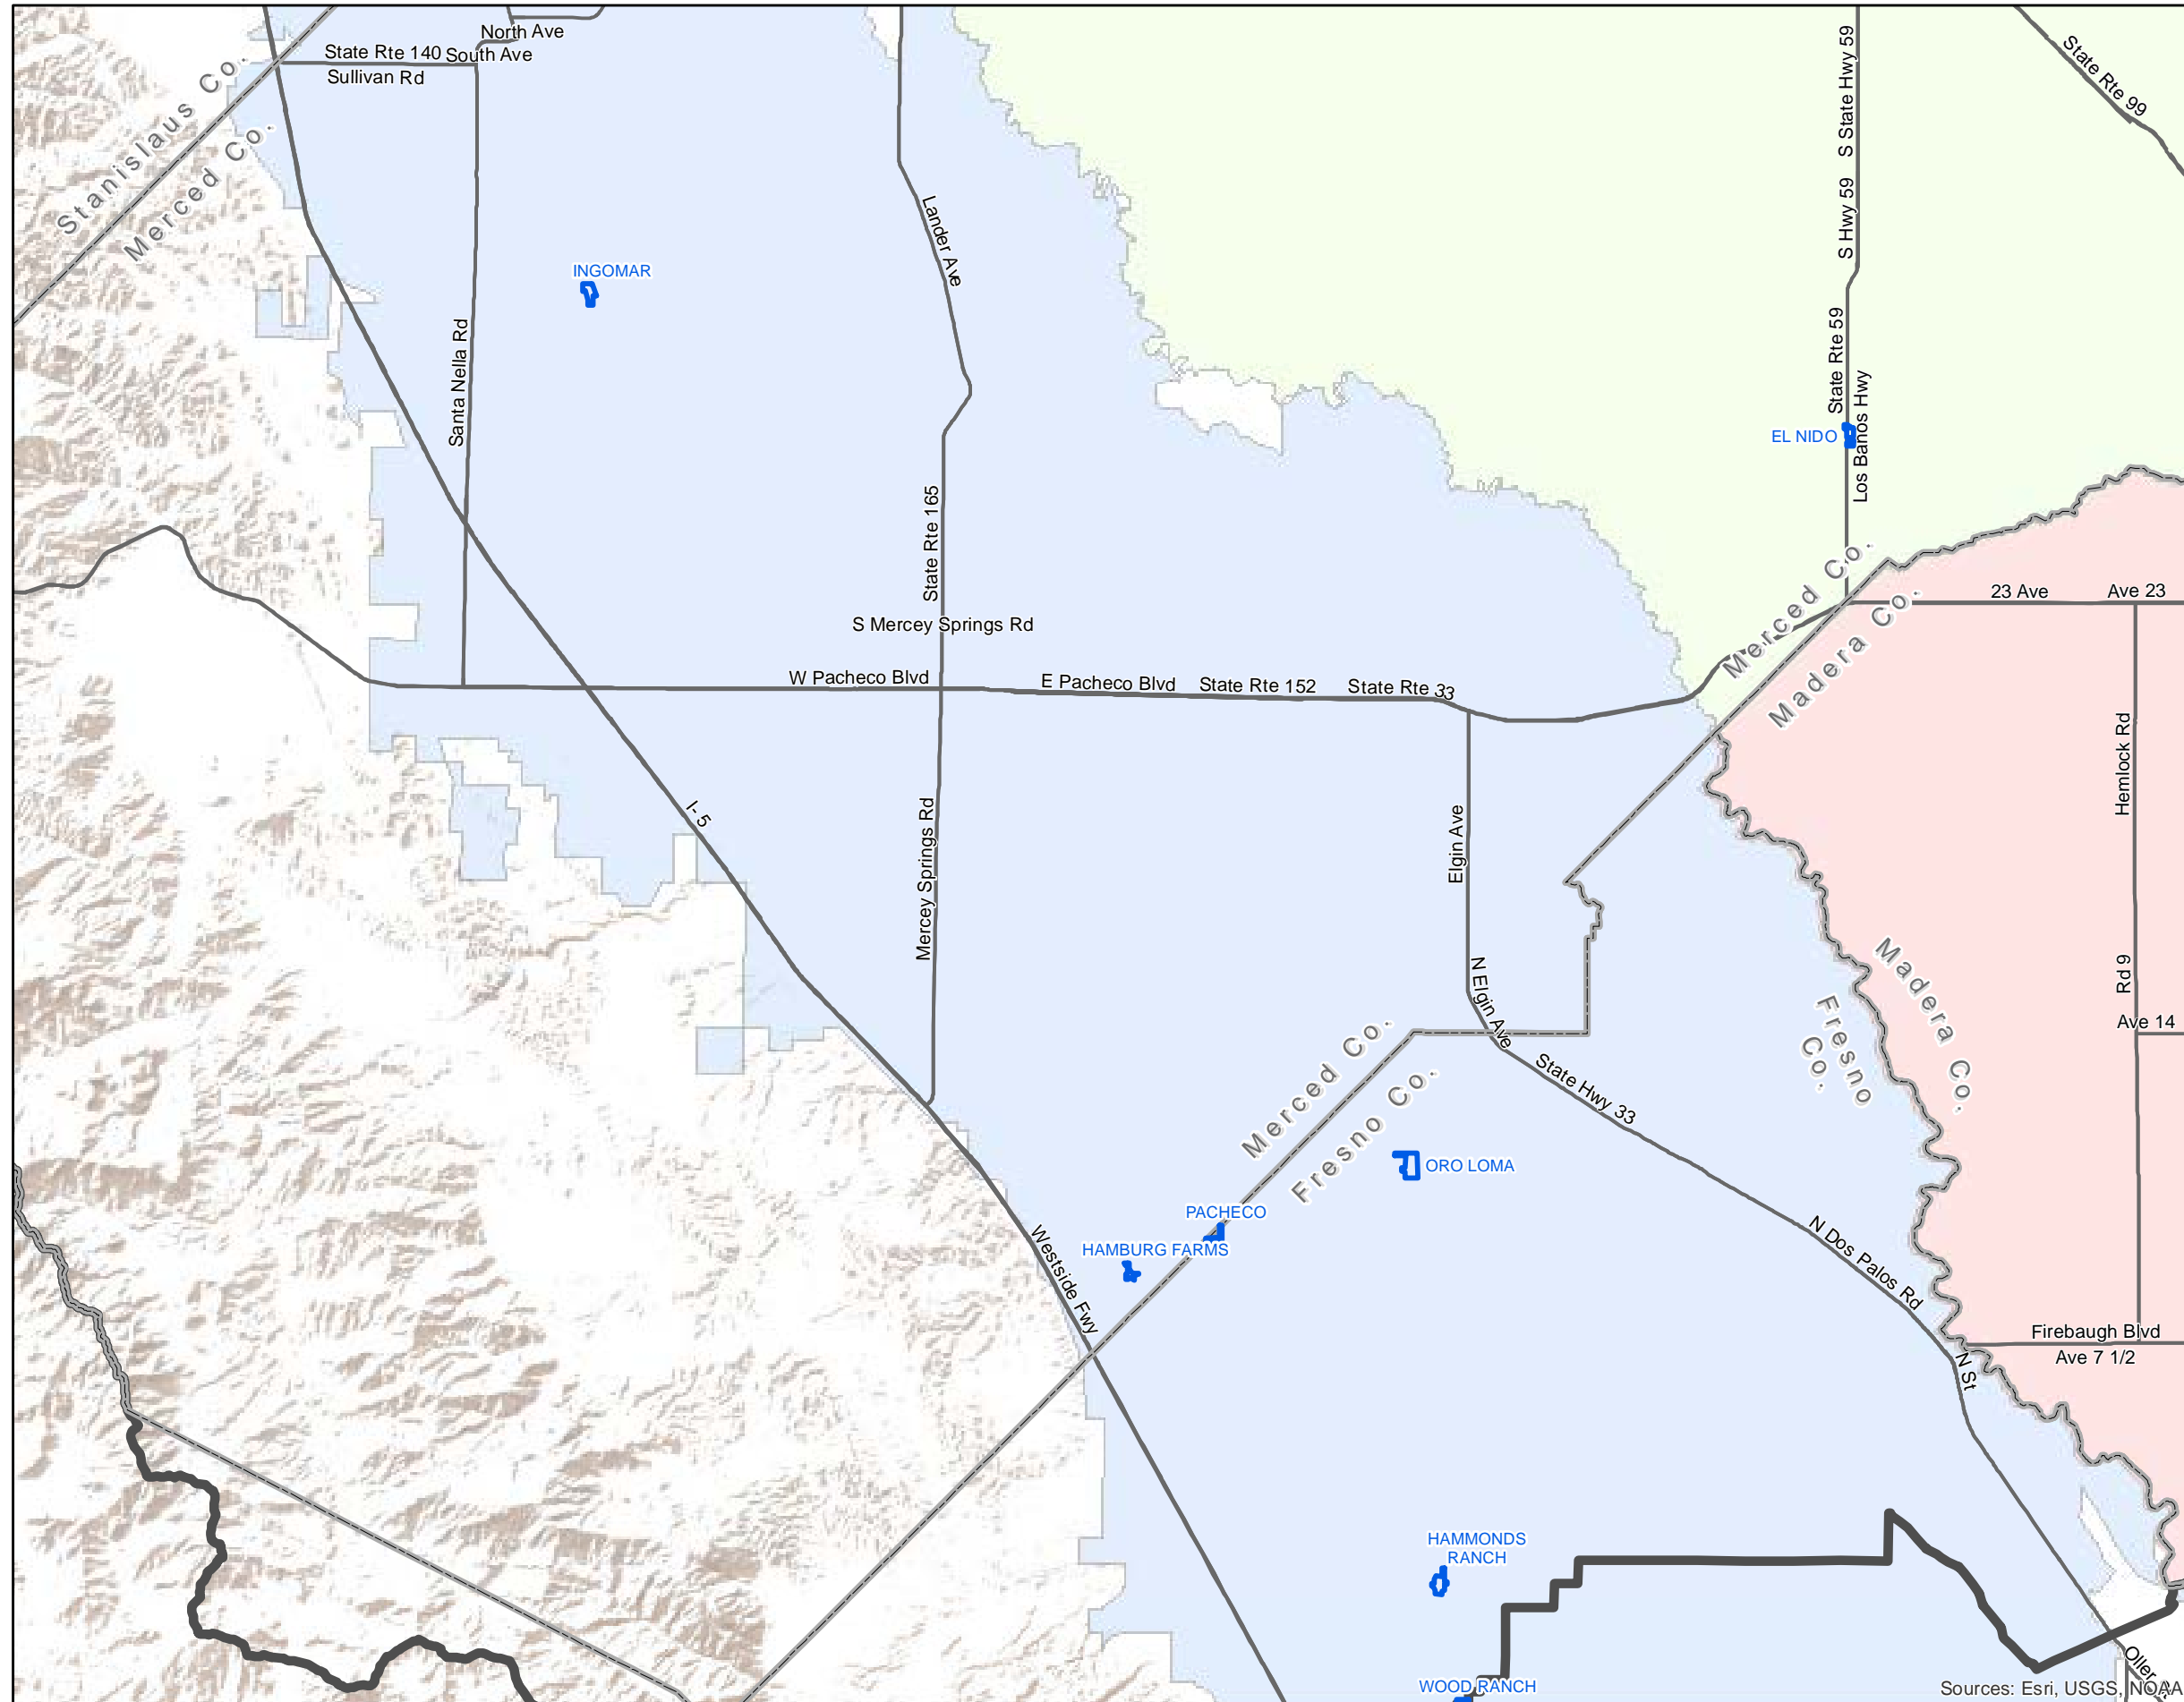 North Ave
State Rte 140
South Ave
Sullivan Rd
Stanislaus Co.
Merced Co.
S State Hwy 59
State Rte 99
S Hwy 59
Lander Ave
INGOMAR
Santa Nella Rd
State Rte 59
Los Banos Hwy
EL NIDO
State Rte 165
S Mercey Springs Rd
Merced Co.
Madera Co.
23 Ave
Ave 23
W Pacheco Blvd
E Pacheco Blvd
State Rte 152
State Rte 33
Hemlock Rd
I-5
Mercey Springs Rd
Elgin Ave
N Elgin Ave
Rd 9
Ave 14
Madera Co.
Fresno
Co.
Merced Co.
Fresno Co.
State Hwy 33
ORO LOMA
PACHECO
HAMBURG FARMS
Westside Fwy
N Dos Palos Rd
Firebaugh Blvd
Ave 7 1/2
N St
HAMMONDS
RANCH
WOOD RANCH
Oller
Sources: Esri, USGS, NOAA